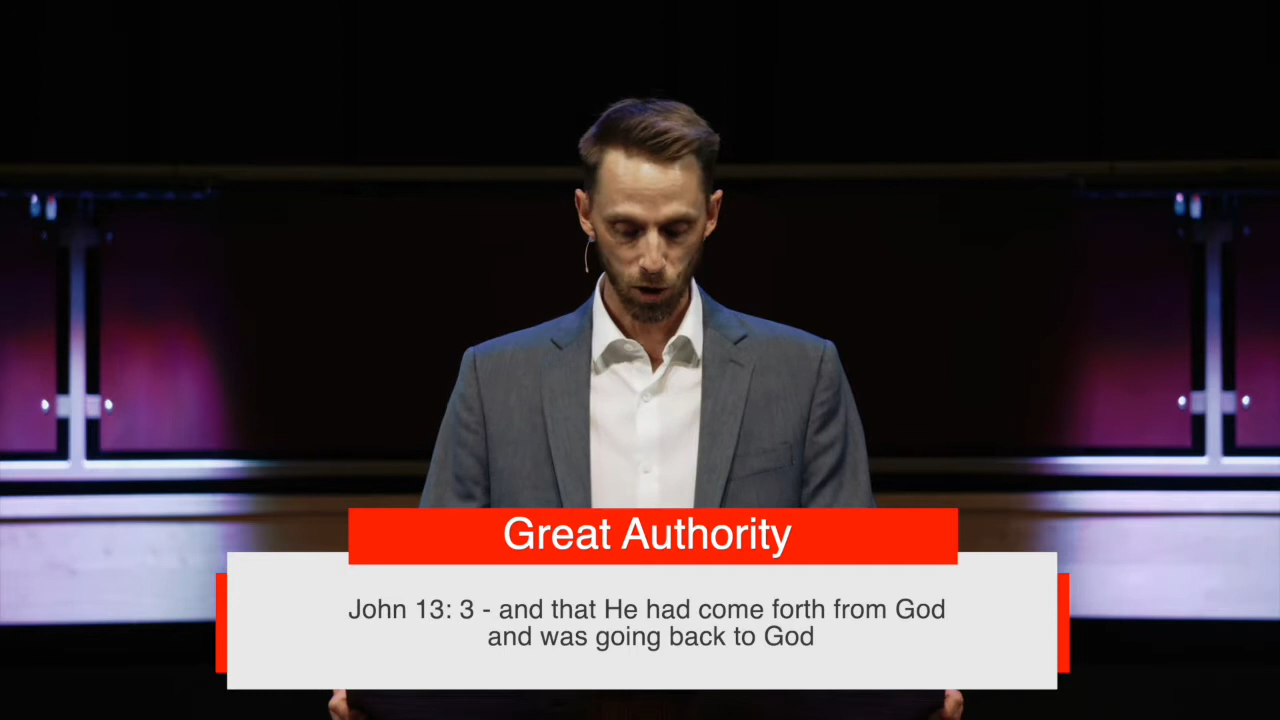 Great Authority
John 13: 3 - and that He had come forth from God
and was going back to God